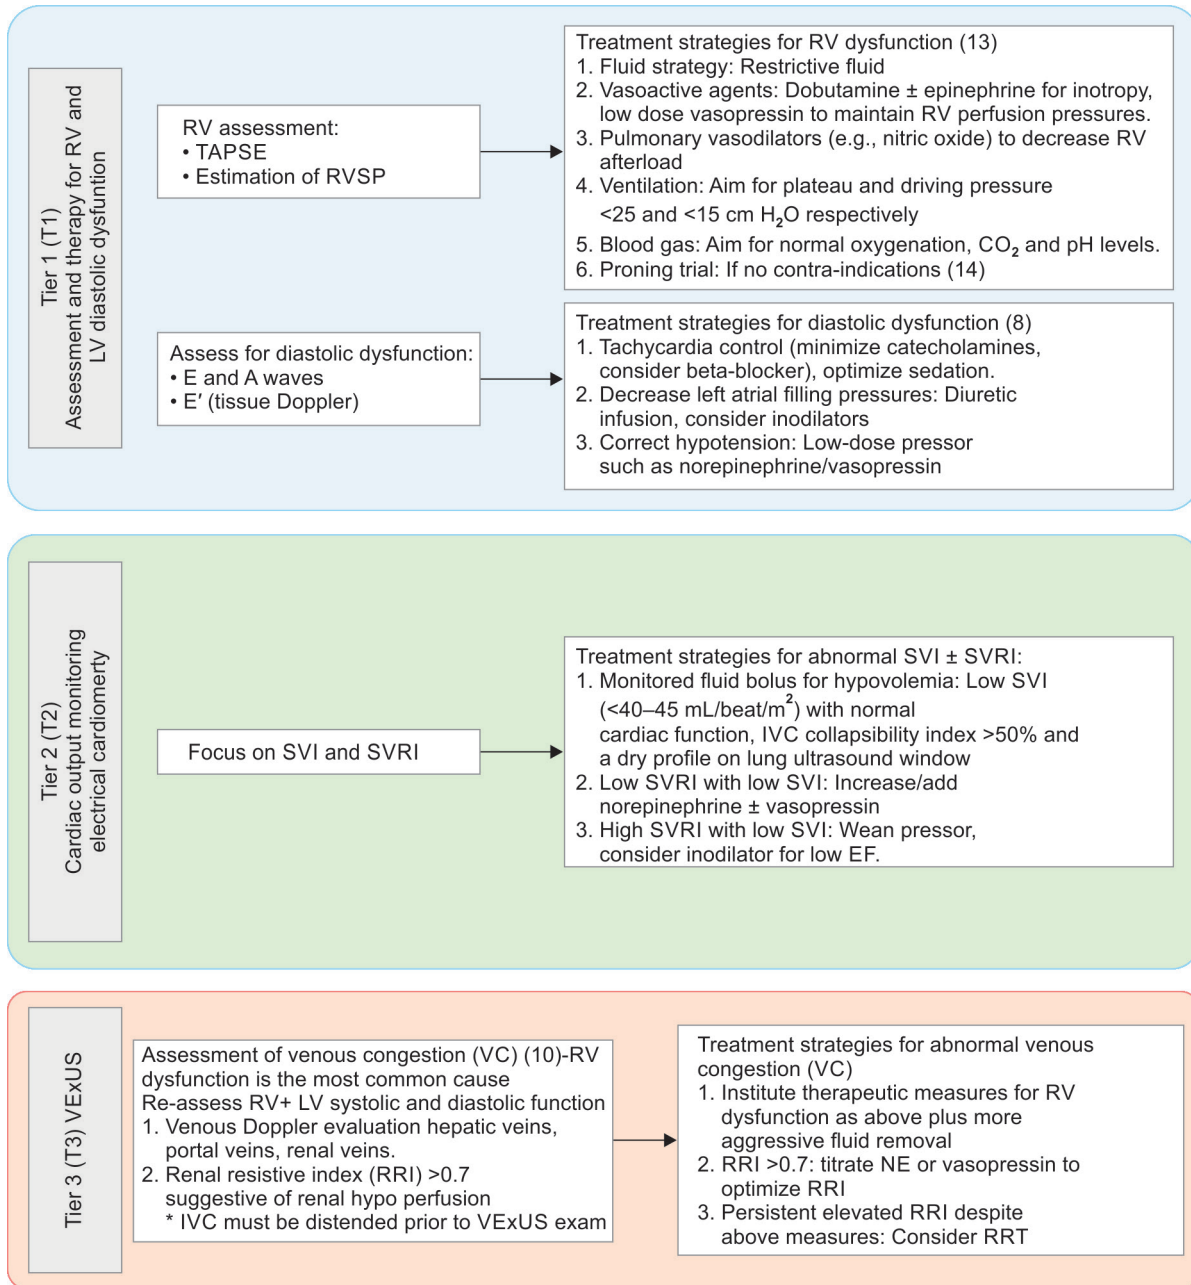 Tier 1 (T1)
Assessment and therapy for RV and
LV diastolic dysfuntion
RV assessment:
• TAPSE
• Estimation of RVSP
Treatment strategies for RV dysfunction (13)
1. Fluid strategy: Restrictive fluid
2. Vasoactive agents: Dobutamine ± epinephrine for inotropy,
low dose vasopressin to maintain RV perfusion pressures.
3. Pulmonary vasodilators (e.g., nitric oxide) to decrease RV
afterload
4. Ventilation: Aim for plateau and driving pressure
<25 and <15 cm H₂O respectively
5. Blood gas: Aim for normal oxygenation, CO₂ and pH levels.
6. Proning trial: If no contra-indications (14)
Assess for diastolic dysfunction:
• E and A waves
• E′ (tissue Doppler)
Treatment strategies for diastolic dysfunction (8)
1. Tachycardia control (minimize catecholamines,
consider beta-blocker), optimize sedation.
2. Decrease left atrial filling pressures: Diuretic
infusion, consider inodilators
3. Correct hypotension: Low-dose pressor
such as norepinephrine/vasopressin
Tier 2 (T2)
Cardiac output monitoring
electrical cardiomerty
Focus on SVI and SVRI
Treatment strategies for abnormal SVI ± SVRI:
1. Monitored fluid bolus for hypovolemia: Low SVI
(<40–45 mL/beat/m²) with normal
cardiac function, IVC collapsibility index >50% and
a dry profile on lung ultrasound window
2. Low SVRI with low SVI: Increase/add
norepinephrine ± vasopressin
3. High SVRI with low SVI: Wean pressor,
consider inodilator for low EF.
Tier 3 (T3) VExUS
Assessment of venous congestion (VC) (10)-RV
dysfunction is the most common cause
Re-assess RV+ LV systolic and diastolic function
1. Venous Doppler evaluation hepatic veins,
portal veins, renal veins.
2. Renal resistive index (RRI) >0.7
suggestive of renal hypo perfusion
* IVC must be distended prior to VExUS exam
Treatment strategies for abnormal venous
congestion (VC)
1. Institute therapeutic measures for RV
dysfunction as above plus more
aggressive fluid removal
2. RRI >0.7: titrate NE or vasopressin to
optimize RRI
3. Persistent elevated RRI despite
above measures: Consider RRT